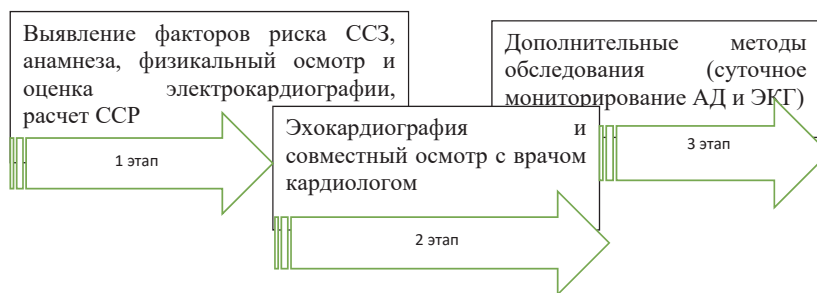 Выявление факторов риска ССЗ,
анамнеза, физикальный осмотр и
оценка электрокардиографии,
расчет ССР
1 этап
Эхокардиография и
совместный осмотр с врачом
кардиологом
2 этап
Дополнительные методы
обследования (суточное
мониторирование АД и ЭКГ)
3 этап